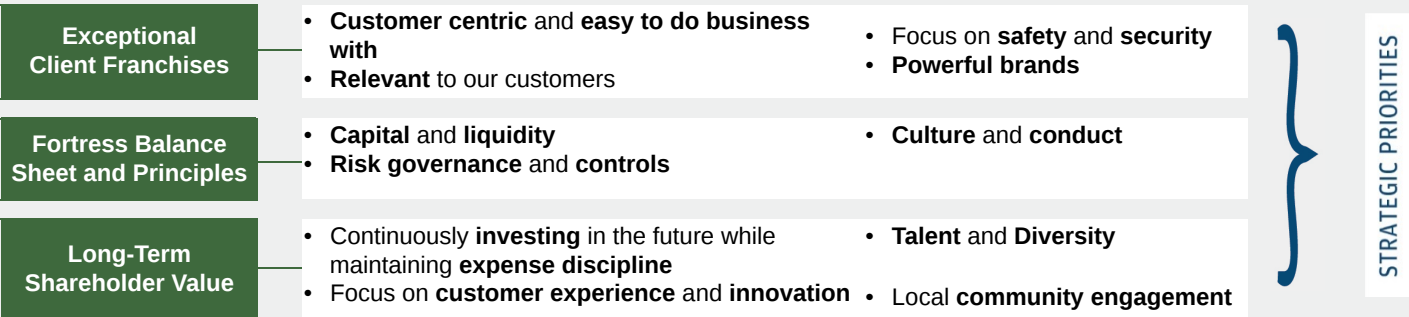 Exceptional
Client Franchises
• Customer centric and easy to do business
with
• Relevant to our customers
• Focus on safety and security
• Powerful brands
Fortress Balance
Sheet and Principles
• Capital and liquidity
• Risk governance and controls
• Culture and conduct
Long-Term
Shareholder Value
• Continuously investing in the future while
maintaining expense discipline
• Focus on customer experience and innovation
• Talent and Diversity
• Local community engagement
STRATEGIC PRIORITIES